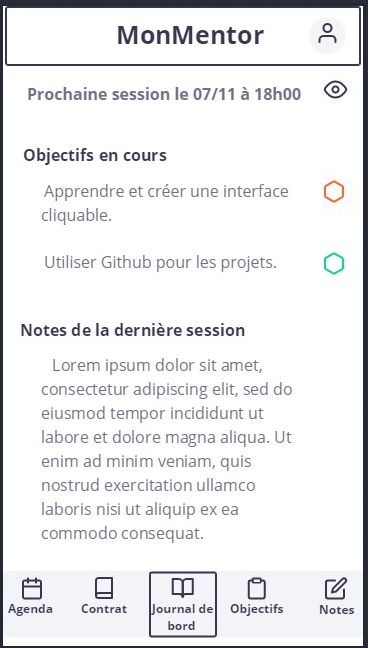 MonMentor
Prochaine session le 07/11 à 18h00
Objectifs en cours
Apprendre et créer une interface
cliquable.
Utiliser Github pour les projets.
Notes de la dernière session
Lorem ipsum dolor sit amet,
consectetur adipiscing elit, sed do
eiusmod tempor incididunt ut
labore et dolore magna aliqua. Ut
enim ad minim veniam, quis
nostrud exercitation ullamco
laboris nisi ut aliquip ex ea
commodo consequat.
Agenda
Contrat
Journal de
bord
Objectifs
Notes